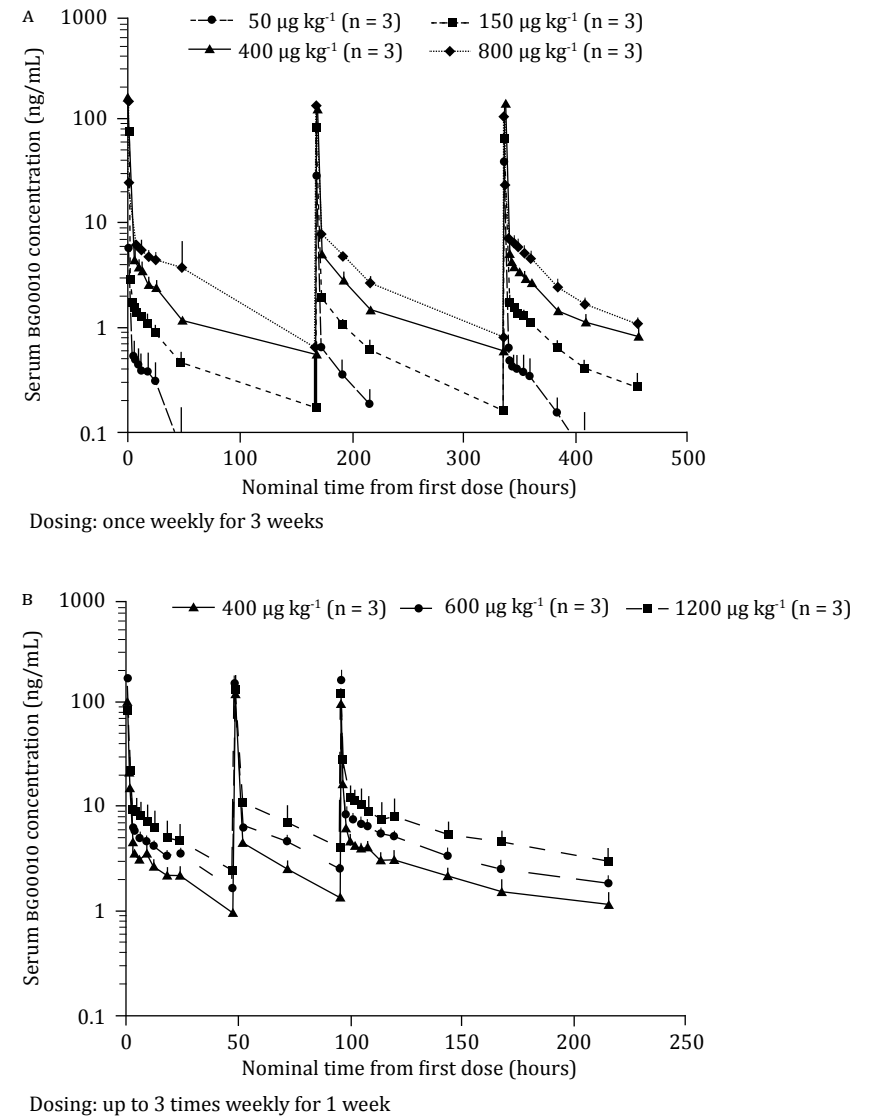 A
1000
50 µg kg⁻¹ (n = 3) 150 µg kg⁻¹ (n = 3)
400 µg kg⁻¹ (n = 3) 800 µg kg⁻¹ (n = 3)
Serum BG00010 concentration (ng/mL)
100
10
1
0.1
0 100 200 300 400 500
Nominal time from first dose (hours)
Dosing: once weekly for 3 weeks
B
1000
400 µg kg⁻¹ (n = 3) 600 µg kg⁻¹ (n = 3) 1200 µg kg⁻¹ (n = 3)
Serum BG00010 concentration (ng/mL)
100
10
1
0.1
0 50 100 150 200 250
Nominal time from first dose (hours)
Dosing: up to 3 times weekly for 1 week